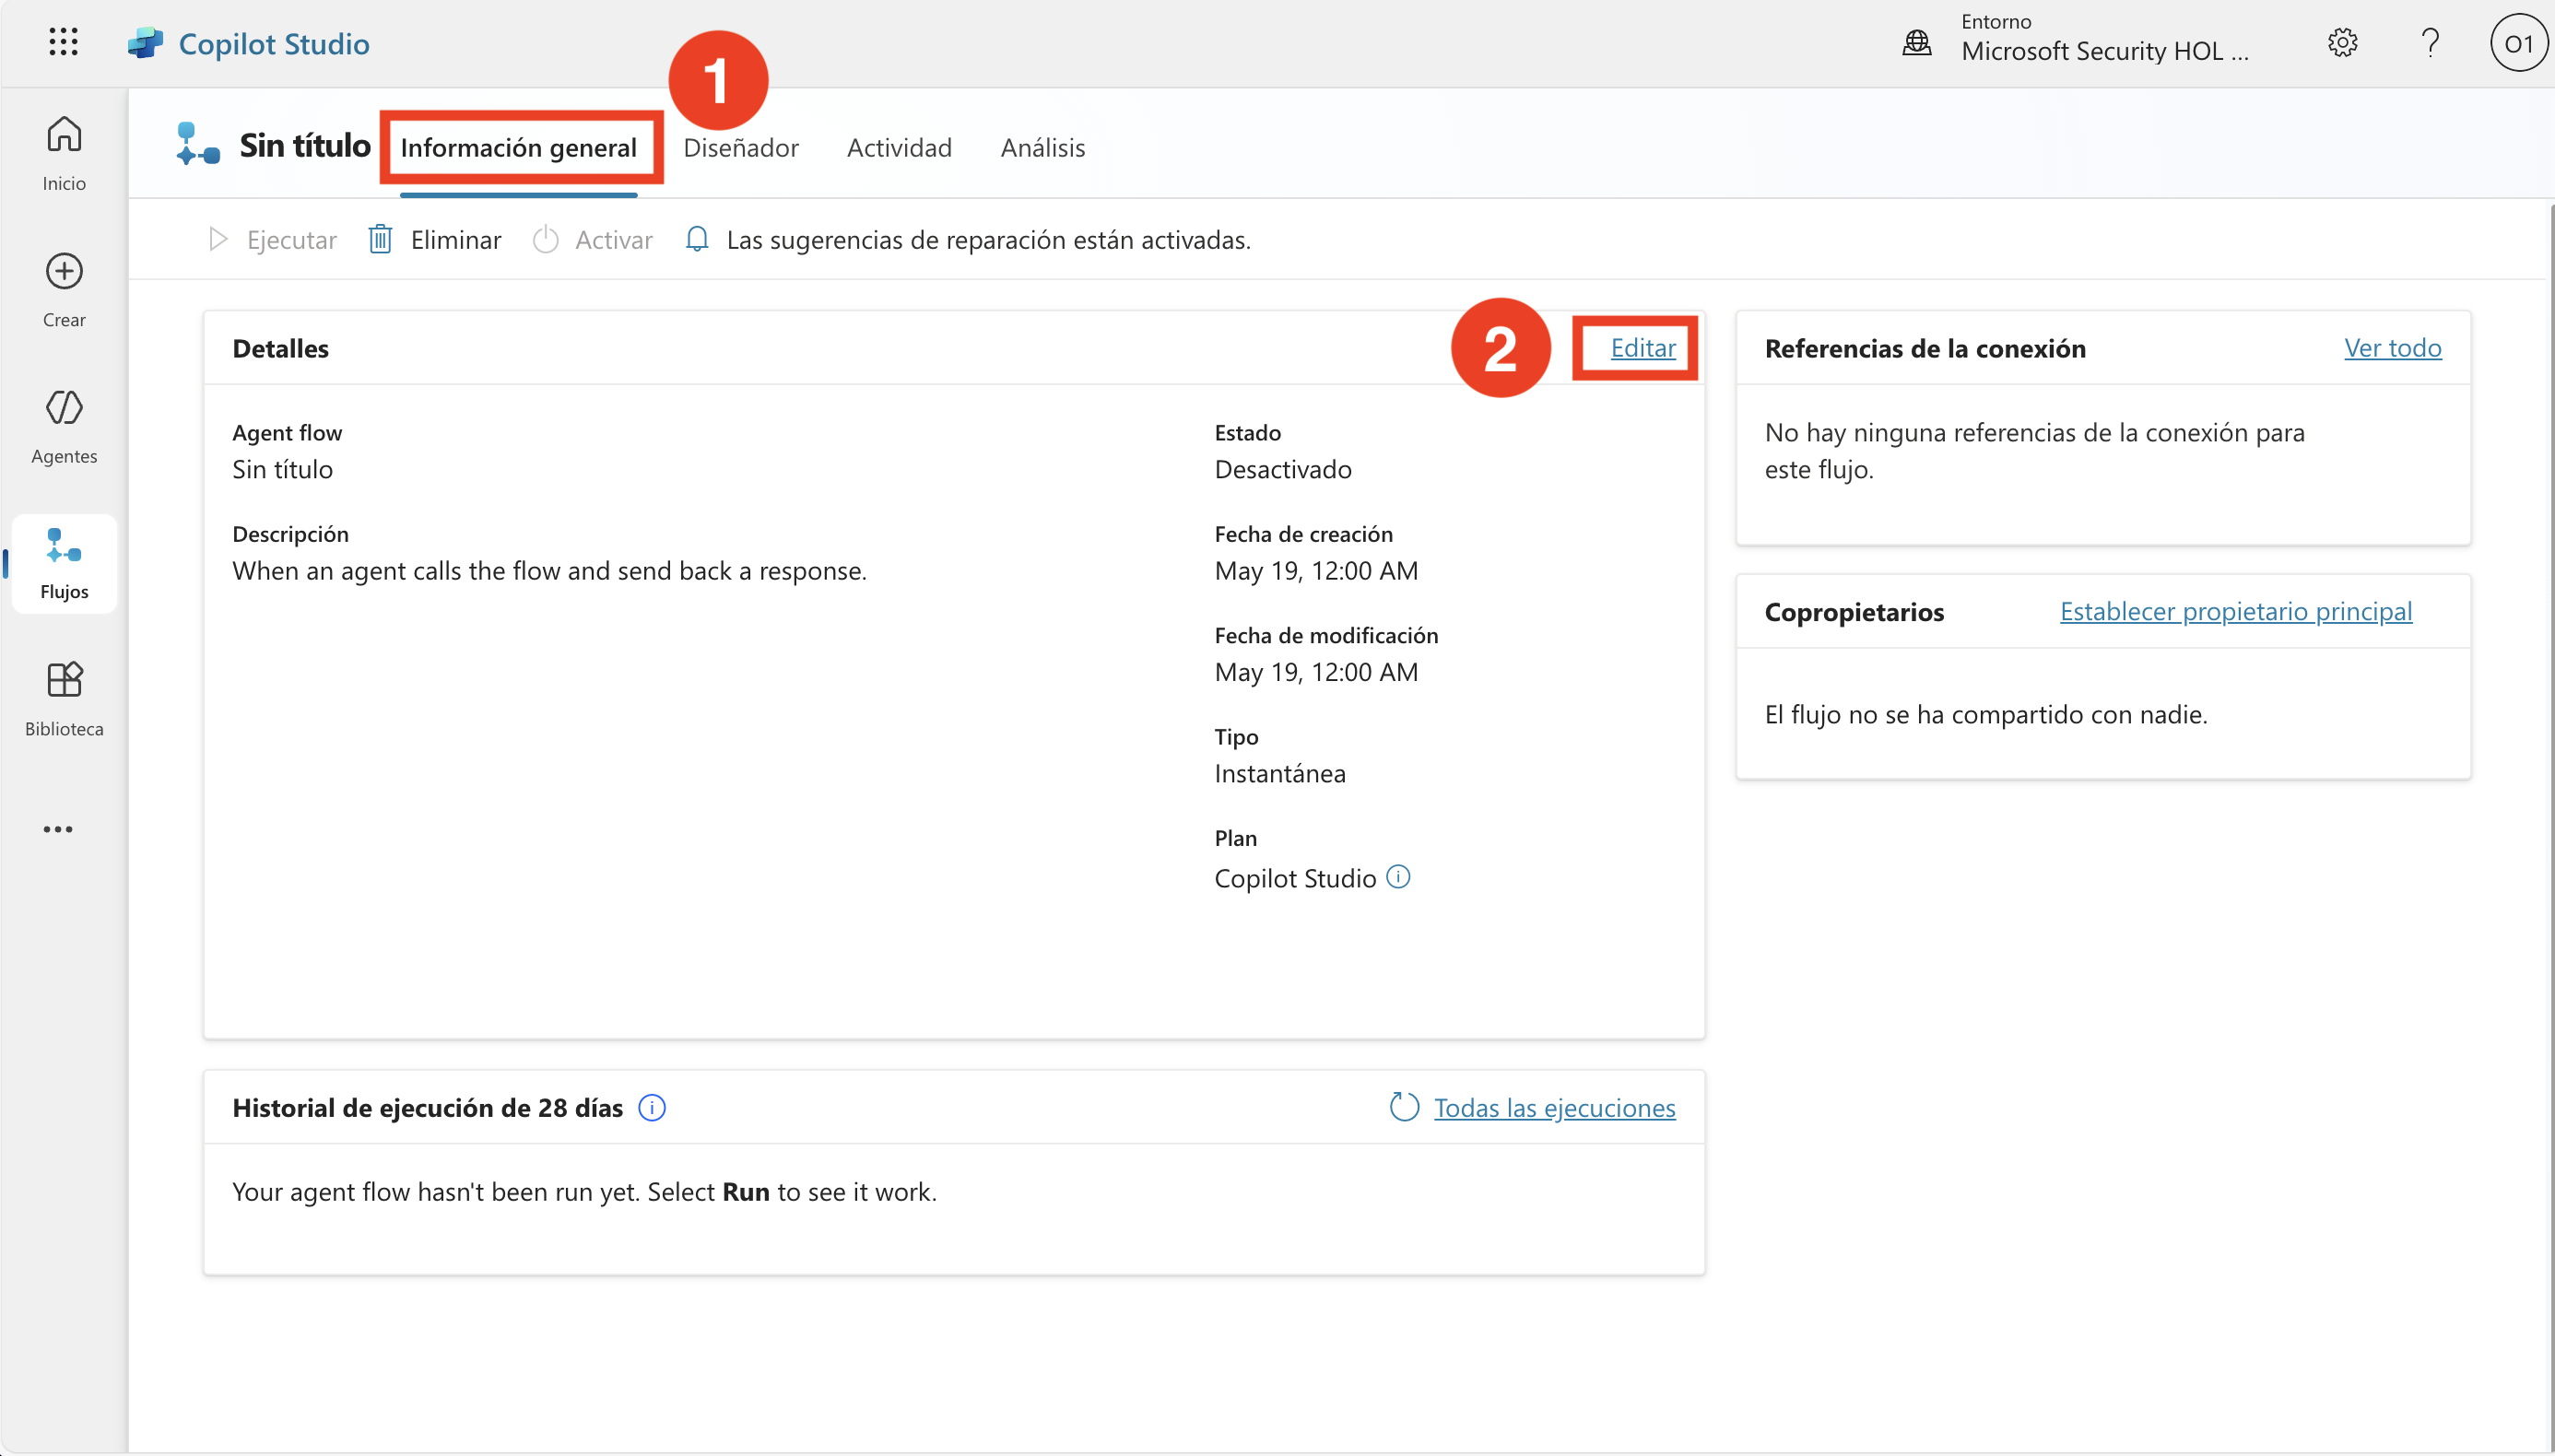 Copilot Studio
Entorno
Microsoft Security HOL ...
O1
1
Sin título
Información general
Diseñador
Actividad
Análisis
Inicio
Crear
Agentes
Flujos
Biblioteca
Ejecutar
Eliminar
Activar
Las sugerencias de reparación están activadas.
Detalles
2
Editar
Agent flow
Sin título
Descripción
When an agent calls the flow and send back a response.
Estado
Desactivado
Fecha de creación
May 19, 12:00 AM
Fecha de modificación
May 19, 12:00 AM
Tipo
Instantánea
Plan
Copilot Studio
Referencias de la conexión
Ver todo
No hay ninguna referencias de la conexión para
este flujo.
Copropietarios
Establecer propietario principal
El flujo no se ha compartido con nadie.
Historial de ejecución de 28 días
Todas las ejecuciones
Your agent flow hasn't been run yet. Select Run to see it work.